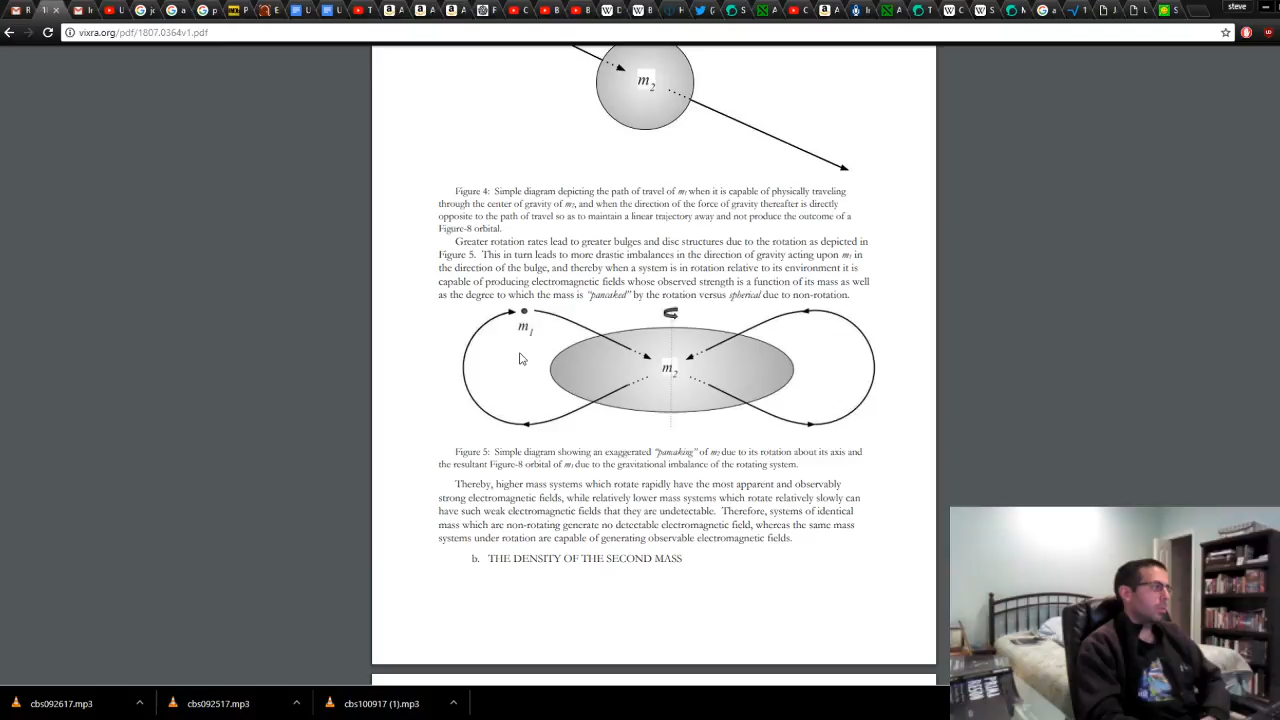 steve
vixra.org/pdf/1807.0364v1.pdf
m2
Figure 4: Simple diagram depicting the path of travel of m1 when it is capable of physically traveling
through the center of gravity of m2, and when the direction of the force of gravity thereafter is directly
opposite to the path of travel so as to maintain a linear trajectory away and not produce the outcome of a
Figure-8 orbital.
Greater rotation rates lead to greater bulges and disc structures due to the rotation as depicted in
Figure 5. This in turn leads to more drastic imbalances in the direction of gravity acting upon m1 in
the direction of the bulge, and thereby when a system is in rotation relative to its environment it is
capable of producing electromagnetic fields whose observed strength is a function of its mass as well
as the degree to which the mass is "pancaked" by the rotation versus spherical due to non-rotation.
m1
m2
Figure 5: Simple diagram showing an exaggerated "pancaking" of m2 due to its rotation about its axis and
the resultant Figure-8 orbital of m1 due to the gravitational imbalance of the rotating system.
Thereby, higher mass systems which rotate rapidly have the most apparent and observably
strong electromagnetic fields, while relatively lower mass systems which rotate relatively slowly can
have such weak electromagnetic fields that they are undetectable. Therefore, systems of identical
mass which are non-rotating generate no detectable electromagnetic field, whereas the same mass
systems under rotation are capable of generating observable electromagnetic fields.
b. THE DENSITY OF THE SECOND MASS
cbs092617.mp3
cbs092517.mp3
cbs100917 (1).mp3